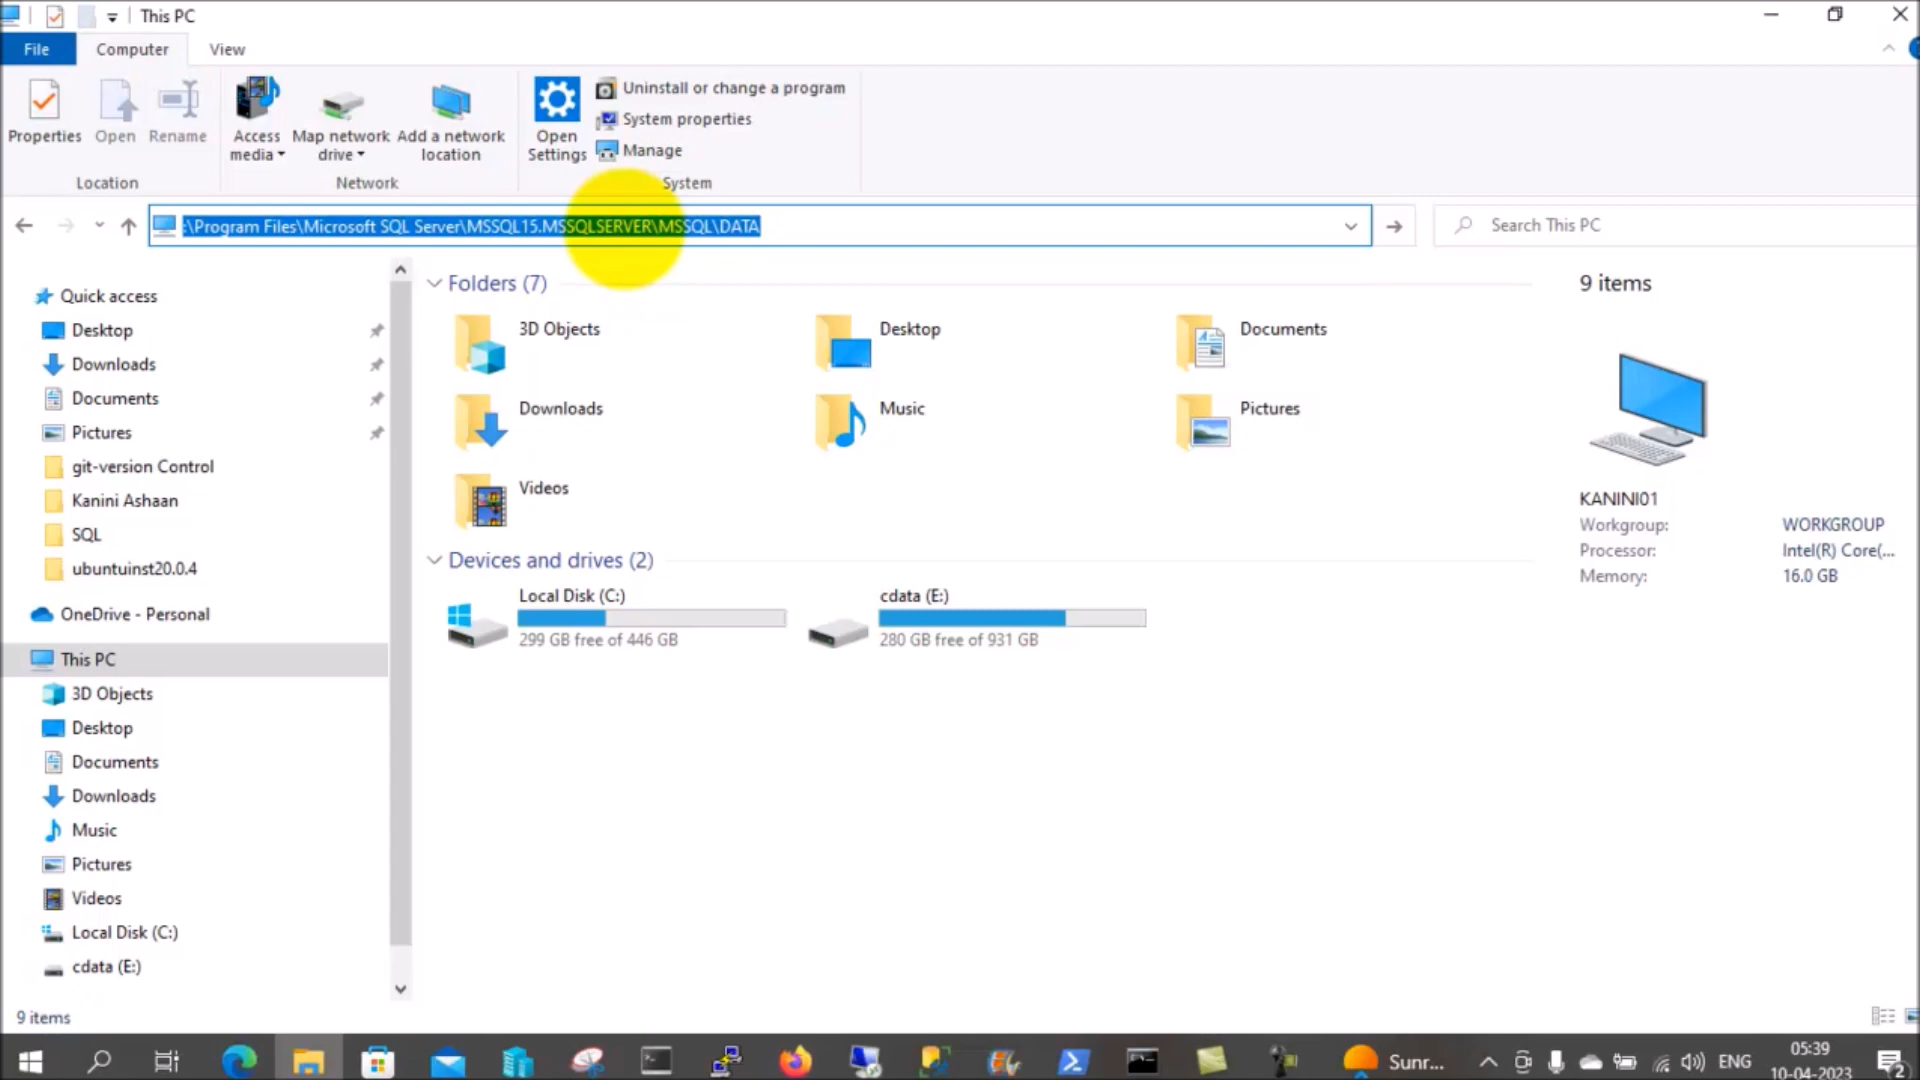 This PC
File Computer View
Properties Open Rename
Access media
Map network drive
Add a network location
Open Settings
Uninstall or change a program
System properties
Manage
Location Network System
:\Program Files\Microsoft SQL Server\MSSQL15.MSSQLSERVER\MSSQL\DATA
Search This PC
Quick access
Desktop
Downloads
Documents
Pictures
git-version Control
Kanini Ashaan
SQL
ubuntuinst20.0.4
OneDrive - Personal
This PC
3D Objects
Desktop
Documents
Downloads
Music
Pictures
Videos
Local Disk (C:)
cdata (E:)
Folders (7)
3D Objects Desktop Documents
Downloads Music Pictures
Videos
Devices and drives (2)
Local Disk (C:)
299 GB free of 446 GB
cdata (E:)
280 GB free of 931 GB
9 items
KANINI01
Workgroup: WORKGROUP
Processor: Intel(R) Core(...
Memory: 16.0 GB
9 items
Sunr... ENG
05:39
10-04-2023
2